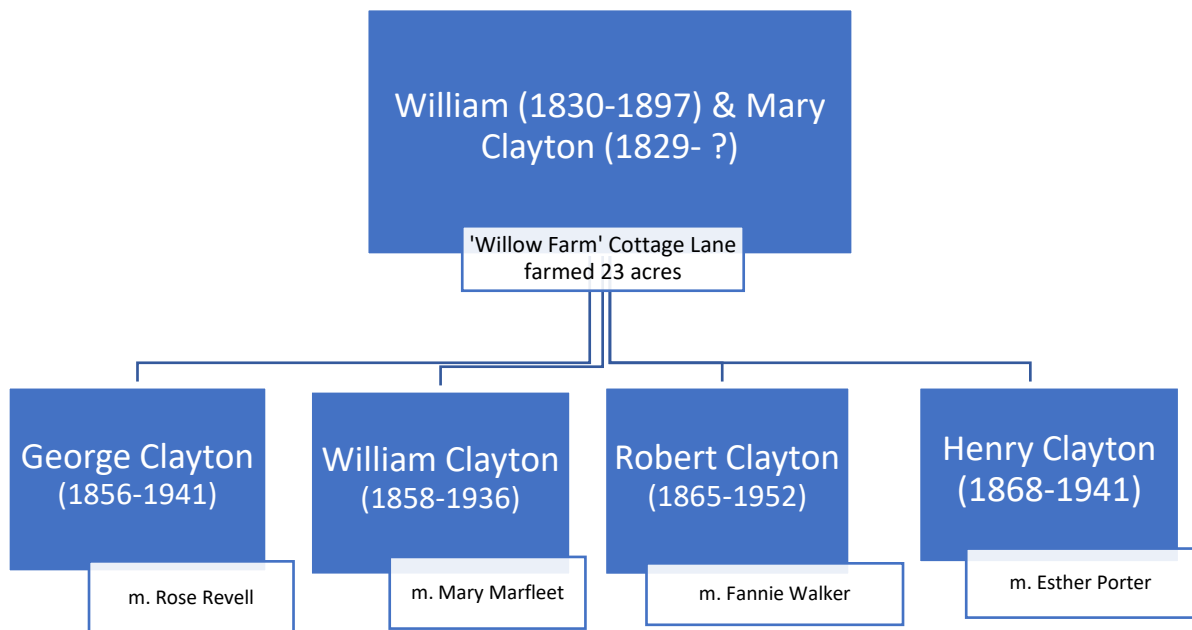 William (1830-1897) & Mary
Clayton (1829- ?)
'Willow Farm' Cottage Lane
farmed 23 acres
George Clayton
(1856-1941)
m. Rose Revell
William Clayton
(1858-1936)
m. Mary Marfleet
Robert Clayton
(1865-1952)
m. Fannie Walker
Henry Clayton
(1868-1941)
m. Esther Porter